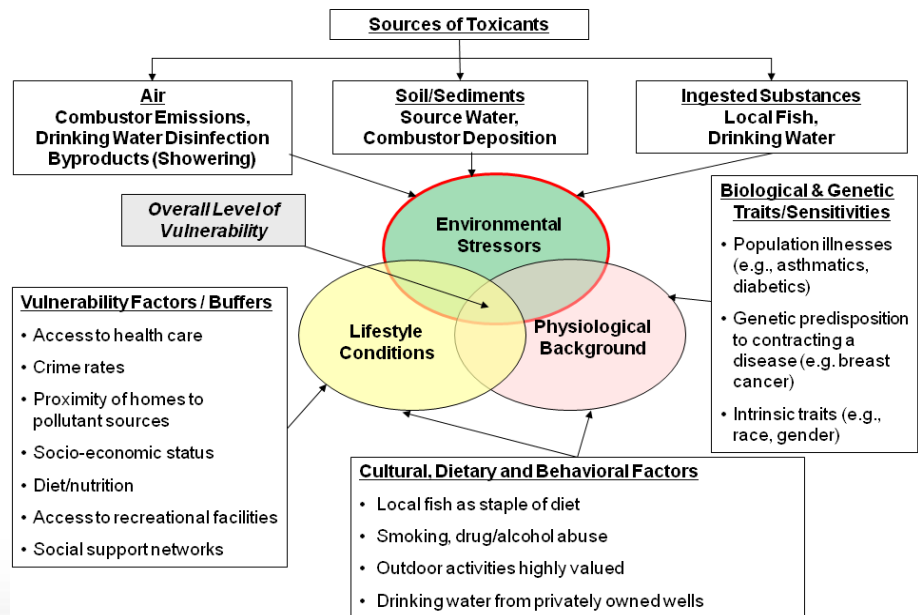 Sources of Toxicants
Air
Combustor Emissions,
Drinking Water Disinfection
Byproducts (Showering)
Soil/Sediments
Source Water,
Combustor Deposition
Ingested Substances
Local Fish,
Drinking Water
Overall Level of
Vulnerability
Environmental
Stressors
Lifestyle
Conditions
Physiological
Background
Biological & Genetic
Traits/Sensitivities
• Population illnesses
(e.g., asthmatics,
diabetics)
• Genetic predisposition
to contracting a
disease (e.g. breast
cancer)
• Intrinsic traits (e.g.,
race, gender)
Vulnerability Factors / Buffers
• Access to health care
• Crime rates
• Proximity of homes to
pollutant sources
• Socio-economic status
• Diet/nutrition
• Access to recreational facilities
• Social support networks
Cultural, Dietary and Behavioral Factors
• Local fish as staple of diet
• Smoking, drug/alcohol abuse
• Outdoor activities highly valued
• Drinking water from privately owned wells